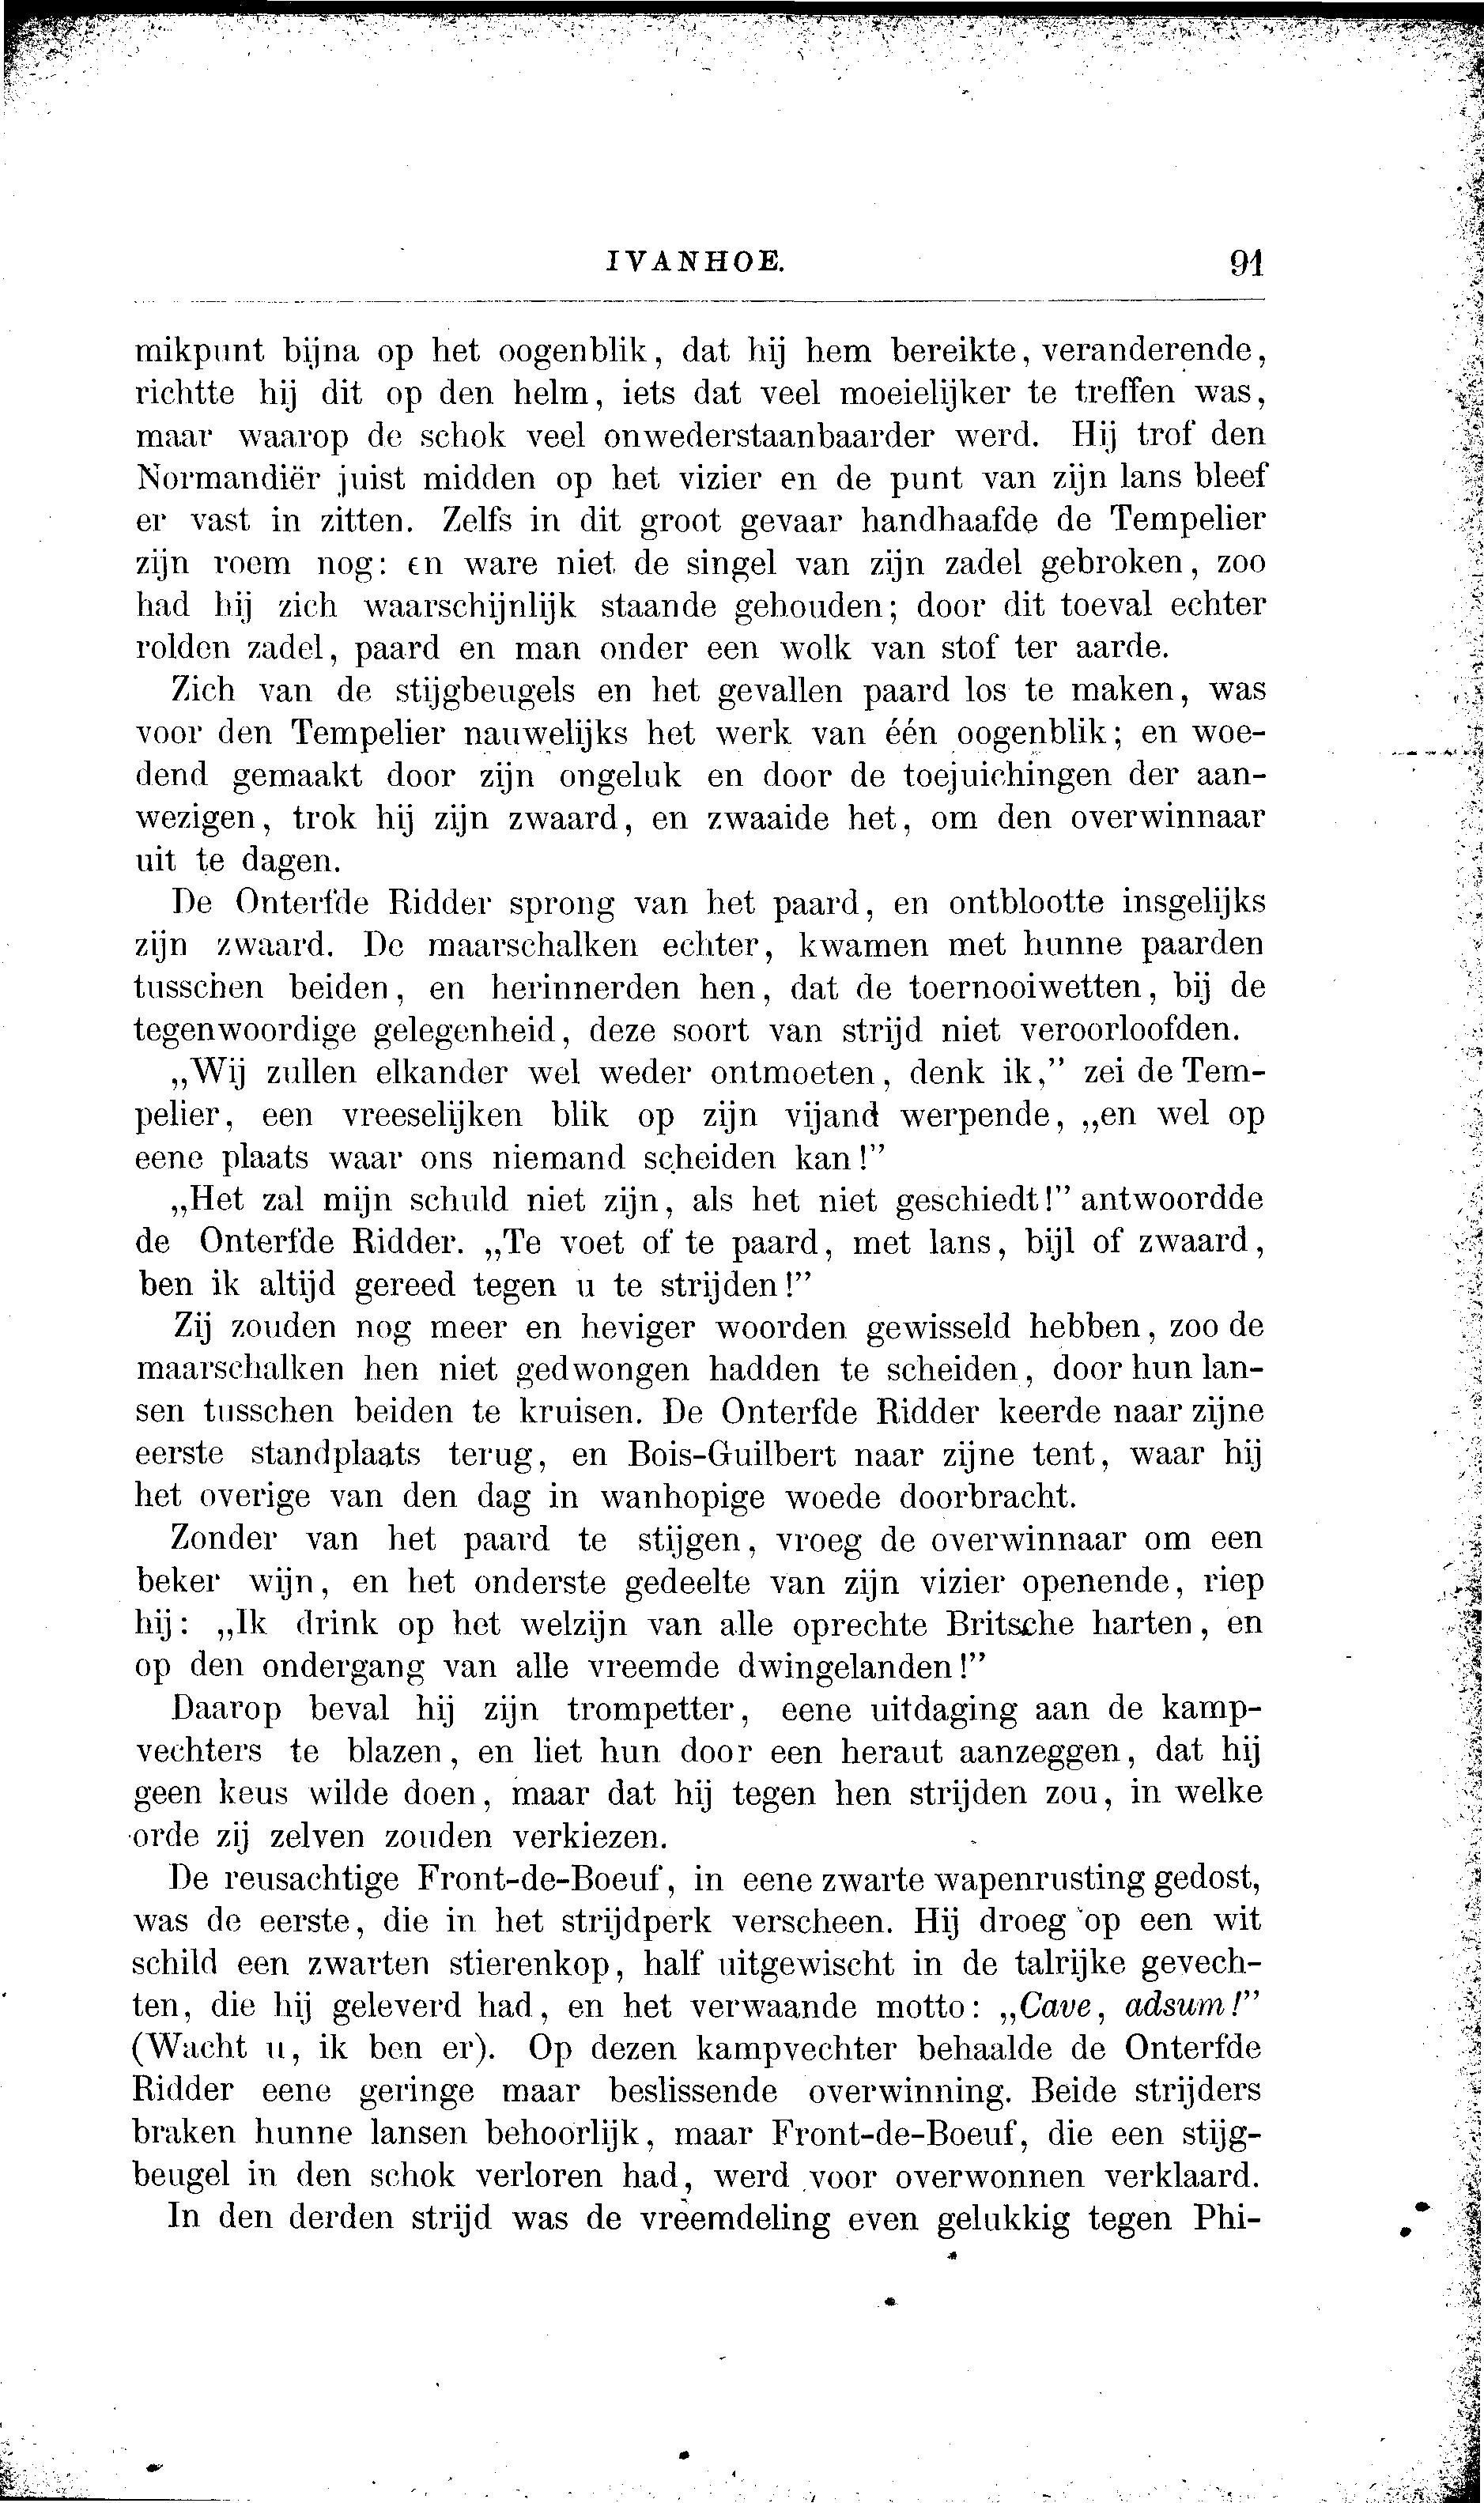 IVANHOE. 91
mikpunt bijna op het oogenblik, dat hij hem bereikte, veranderende,
richtte hij dit op den helm, iets dat veel moeielijker te treffen was,
maar waarop de schok veel onwederstaanbaarder werd. Hij trof den
Normandiër juist midden op het vizier en de punt van zijn lans bleef
er vast in zitten. Zelfs in dit groot gevaar handhaafde de Tempelier
zijn roem nog: en ware niet de singel van zijn zadel gebroken, zoo
had hij zich waarschijnlijk staande gehouden; door dit toeval echter
rolden zadel, paard en man onder een wolk van stof ter aarde.
Zich van de stijgbeugels en het gevallen paard los te maken, was
voor den Tempelier nauwelijks het werk van één oogenblik; en woe-
dend gemaakt door zijn ongeluk en door de toejuichingen der aan-
wezigen, trok hij zijn zwaard, en zwaaide het, om den overwinnaar
uit te dagen.
De Onterfde Ridder sprong van het paard, en ontblootte insgelijks
zijn zwaard. De maarschalken echter, kwamen met hunne paarden
tusschen beiden, en herinnerden hen, dat de toernooiwetten, bij de
tegenwoordige gelegenheid, deze soort van strijd niet veroorloofden.
„Wij zullen elkander wel weder ontmoeten, denk ik,” zei de Tem-
pelier, een vreeselijken blik op zijn vijand werpende, „en wel op
eene plaats waar ons niemand scheiden kan!”
„Het zal mijn schuld niet zijn, als het niet geschiedt!” antwoordde
de Onterfde Ridder. „Te voet of te paard, met lans, bijl of zwaard,
ben ik altijd gereed tegen u te strijden!”
Zij zouden nog meer en heviger woorden gewisseld hebben, zoo de
maarschalken hen niet gedwongen hadden te scheiden, door hun lan-
sen tusschen beiden te kruisen. De Onterfde Ridder keerde naar zijne
eerste standplaats terug, en Bois-Guilbert naar zijne tent, waar hij
het overige van den dag in wanhopige woede doorbracht.
Zonder van het paard te stijgen, vroeg de overwinnaar om een
beker wijn, en het onderste gedeelte van zijn vizier openende, riep
hij: „Ik drink op het welzijn van alle oprechte Britsche harten, en
op den ondergang van alle vreemde dwingelanden!”
Daarop beval hij zijn trompetter, eene uitdaging aan de kamp-
vechters te blazen, en liet hun door een heraut aanzeggen, dat hij
geen keus wilde doen, maar dat hij tegen hen strijden zou, in welke
orde zij zelven zouden verkiezen.
De reusachtige Front-de-Boeuf, in eene zwarte wapenrusting gedost,
was de eerste, die in het strijdperk verscheen. Hij droeg op een wit
schild een zwarten stierenkop, half uitgewischt in de talrijke gevech-
ten, die hij geleverd had, en het verwaande motto: „Cave, adsum!”
(Wacht u, ik ben er). Op dezen kampvechter behaalde de Onterfde
Ridder eene geringe maar beslissende overwinning. Beide strijders
braken hunne lansen behoorlijk, maar Front-de-Boeuf, die een stijg-
beugel in den schok verloren had, werd voor overwonnen verklaard.
In den derden strijd was de vreemdeling even gelukkig tegen Phi-